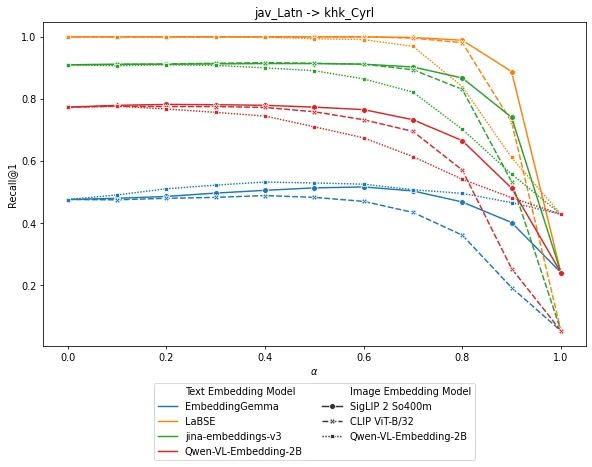 jav_Latn -> khk_Cyrl
Recall@1
1.0
0.8
0.6
0.4
0.2
0.0 0.2 0.4 0.6 0.8 1.0
α
Text Embedding Model
EmbeddingGemma
LaBSE
jina-embeddings-v3
Qwen-VL-Embedding-2B
Image Embedding Model
SigLIP 2 So400m
CLIP ViT-B/32
Qwen-VL-Embedding-2B